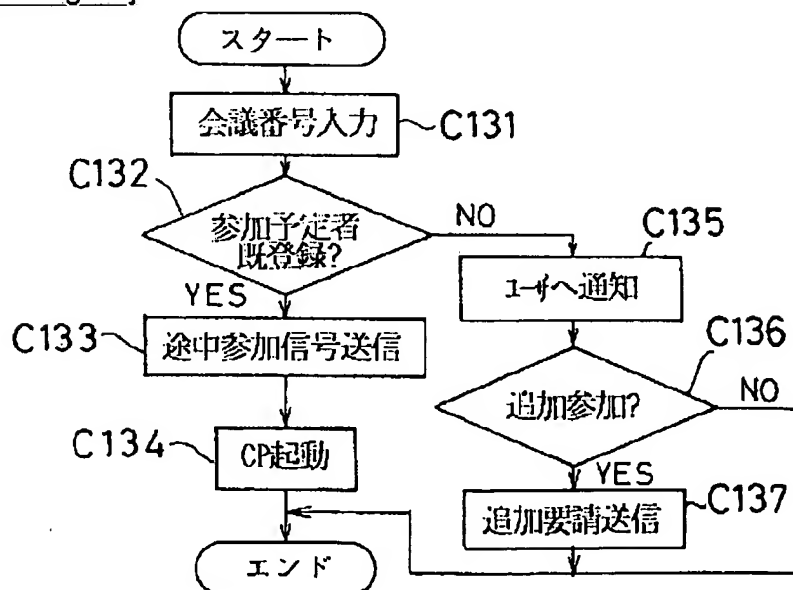 スタート
会議番号入力
C131
C132
参加予定者
既登録?
NO
YES
C133
途中参加信号送信
C134
CP起動
エンド
C135
ユーザへ通知
C136
追加参加?
NO
YES
C137
追加要請送信